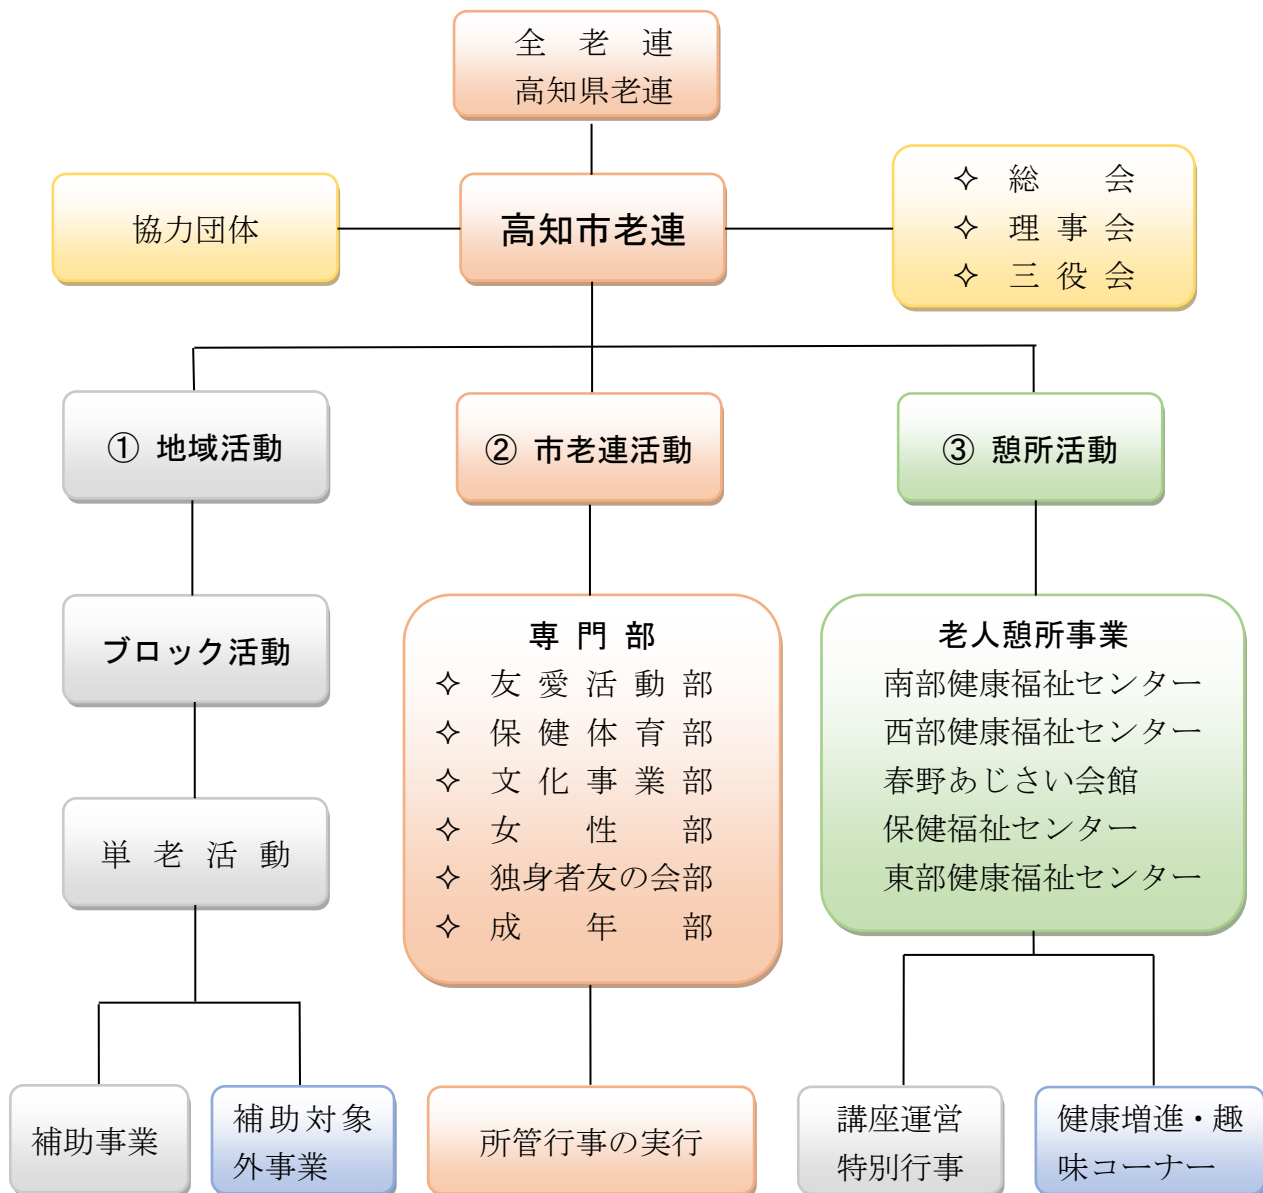 全老連
高知県老連
協力団体
高知市老連
✧ 総会
✧ 理事会
✧ 三役会
① 地域活動
② 市老連活動
③ 憩所活動
ブロック活動
単老活動
専門部
✧ 友愛活動部
✧ 保健体育部
✧ 文化事業部
✧ 女性部
✧ 独身者友の会部
✧ 成年部
老人憩所事業
南部健康福祉センター
西部健康福祉センター
春野あじさい会館
保健福祉センター
東部健康福祉センター
補助事業
補助対象
外事業
所管行事の実行
講座運営
特別行事
健康増進・趣
味コーナー